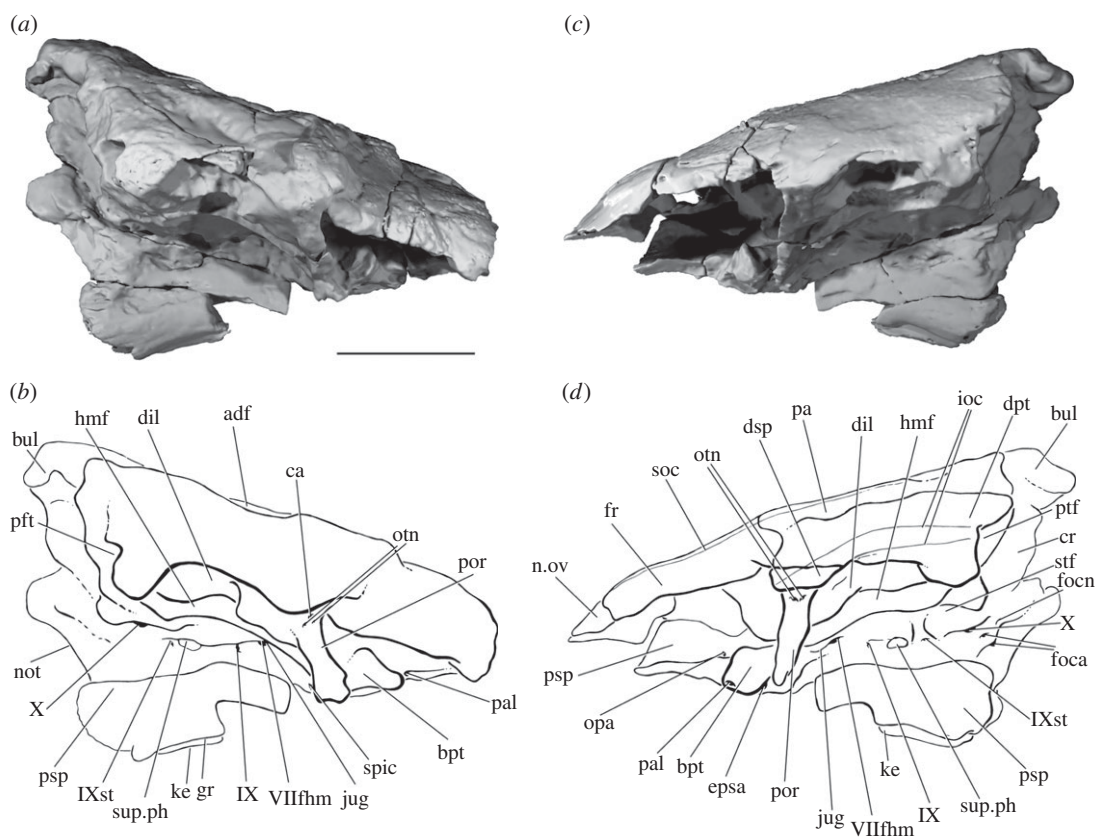 (a)
(c)
(b)
(d)
hmf
dil
adf
bul
ca
otn
pft
por
not
X
pal
psp
bpt
IXst
ke
gr
IX
spic
sup.ph
VIIfhm
jug
ioc
pa
dil
hmf
dpt
dsp
otn
bul
soc
ptf
fr
cr
stf
n.ov
focn
X
foca
psp
opa
IXst
pal
bpt
ke
psp
epsa
por
IX
sup.ph
jug
VIIfhm